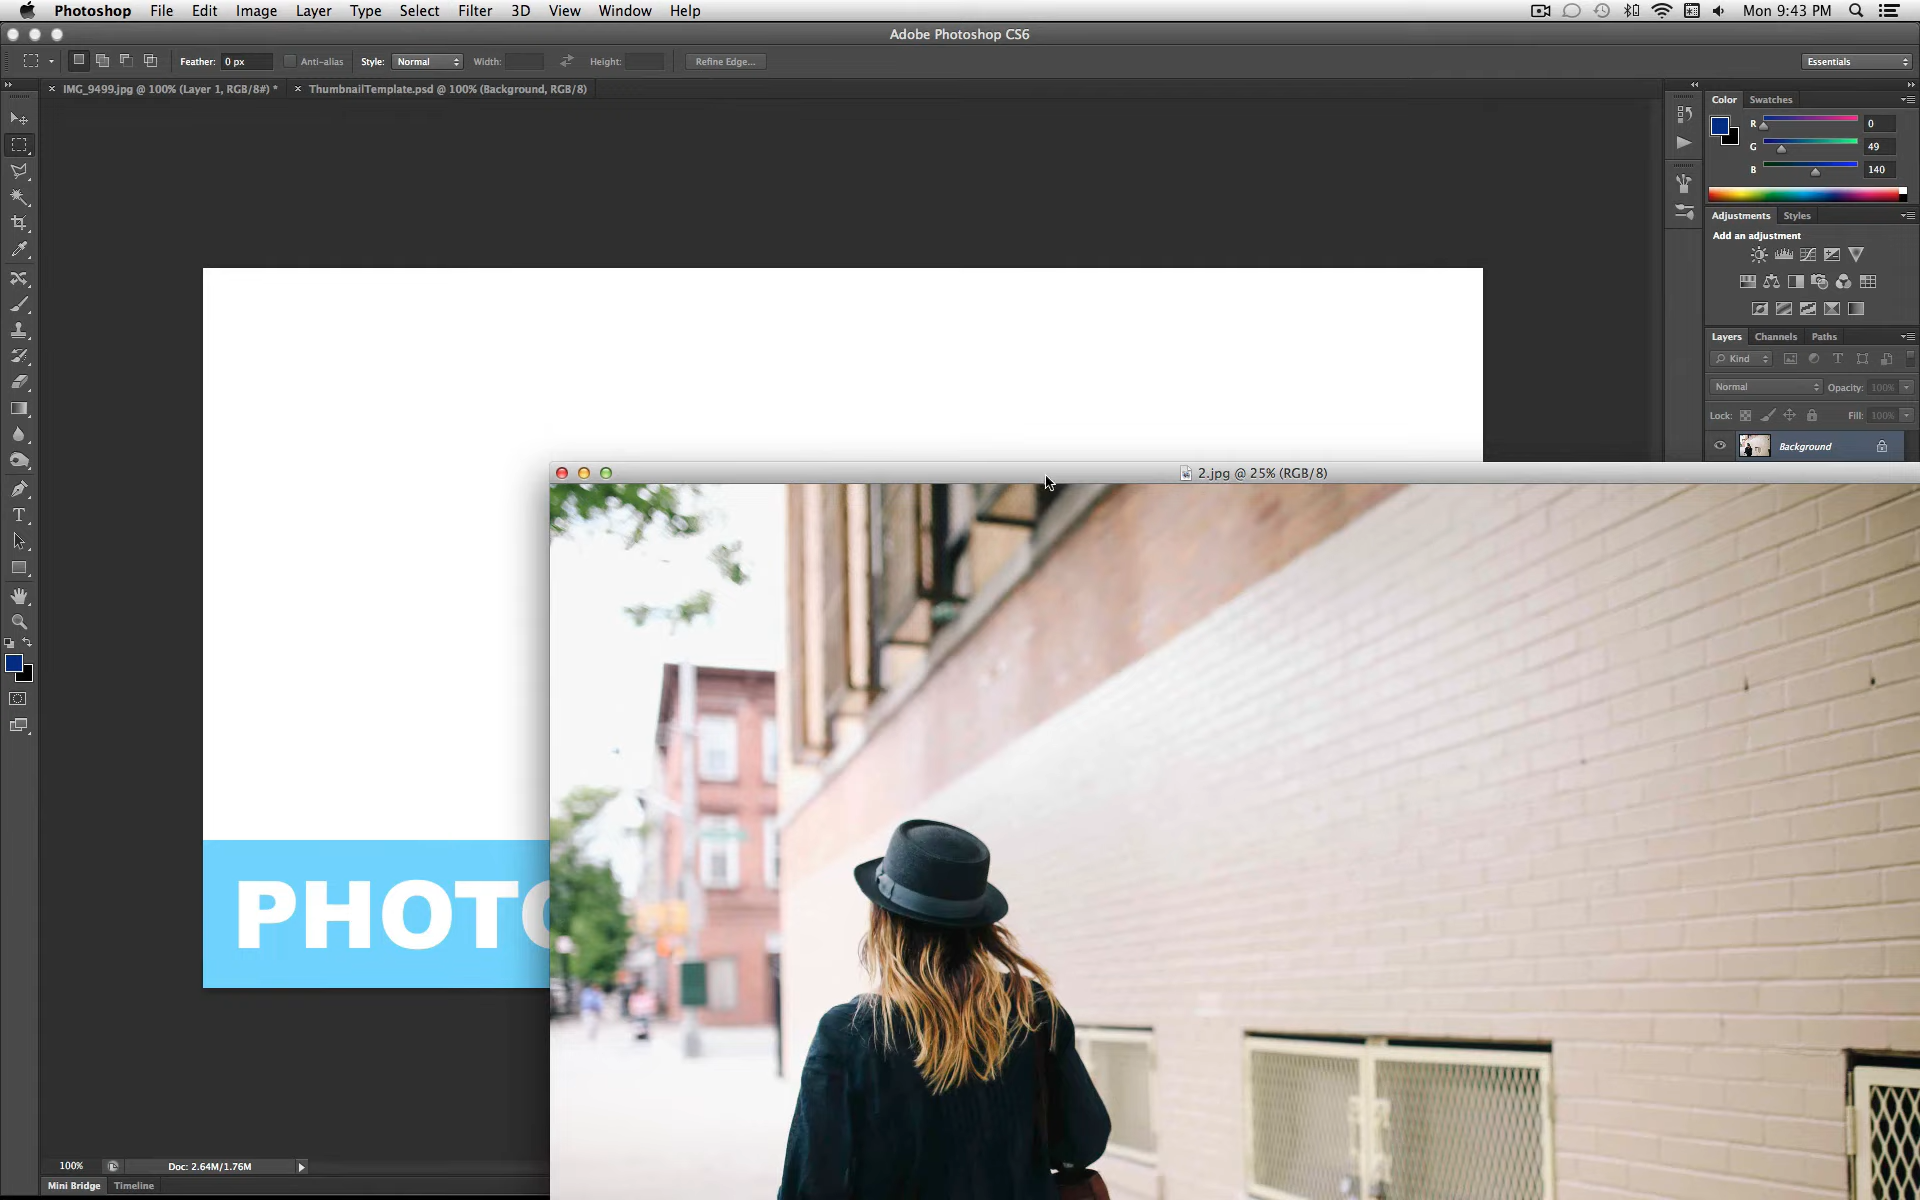 Photoshop File Edit Image Layer Type Select Filter 3D View Window Help Mon 9:43 PM
Adobe Photoshop CS6
Feather: 0 px Anti-alias Style: Normal Width: Height: Refine Edge... Essentials
IMG_9499.jpg @ 100% (Layer 1, RGB/8#) * ThumbnailTemplate.psd @ 100% (Background, RGB/8)
Color Swatches
R 0
G 49
B 140
Adjustments Styles
Add an adjustment
Layers Channels Paths
Kind
Normal Opacity: 100%
Lock: Fill: 100%
Background
2.jpg @ 25% (RGB/8)
PHOTO
100% Doc: 2.64M/1.76M
Mini Bridge Timeline